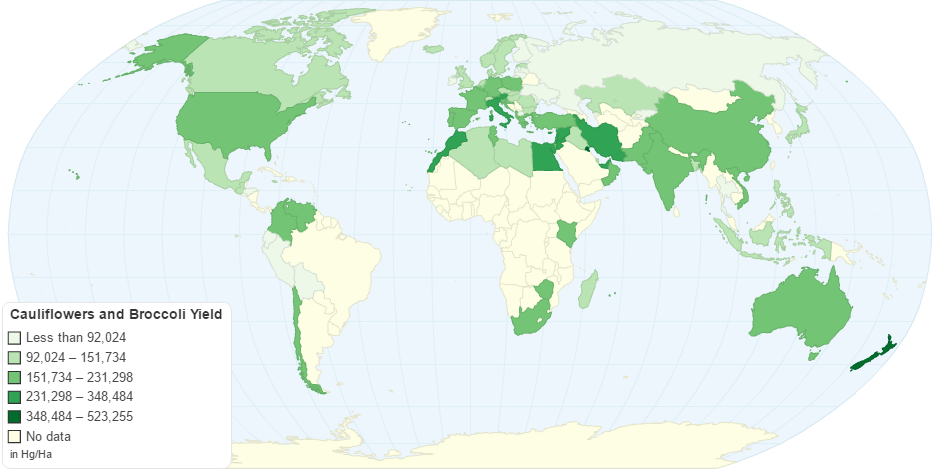 Cauliflowers and Broccoli Yield
Less than 92,024
92,024 – 151,734
151,734 – 231,298
231,298 – 348,484
348,484 – 523,255
No data
in Hg/Ha